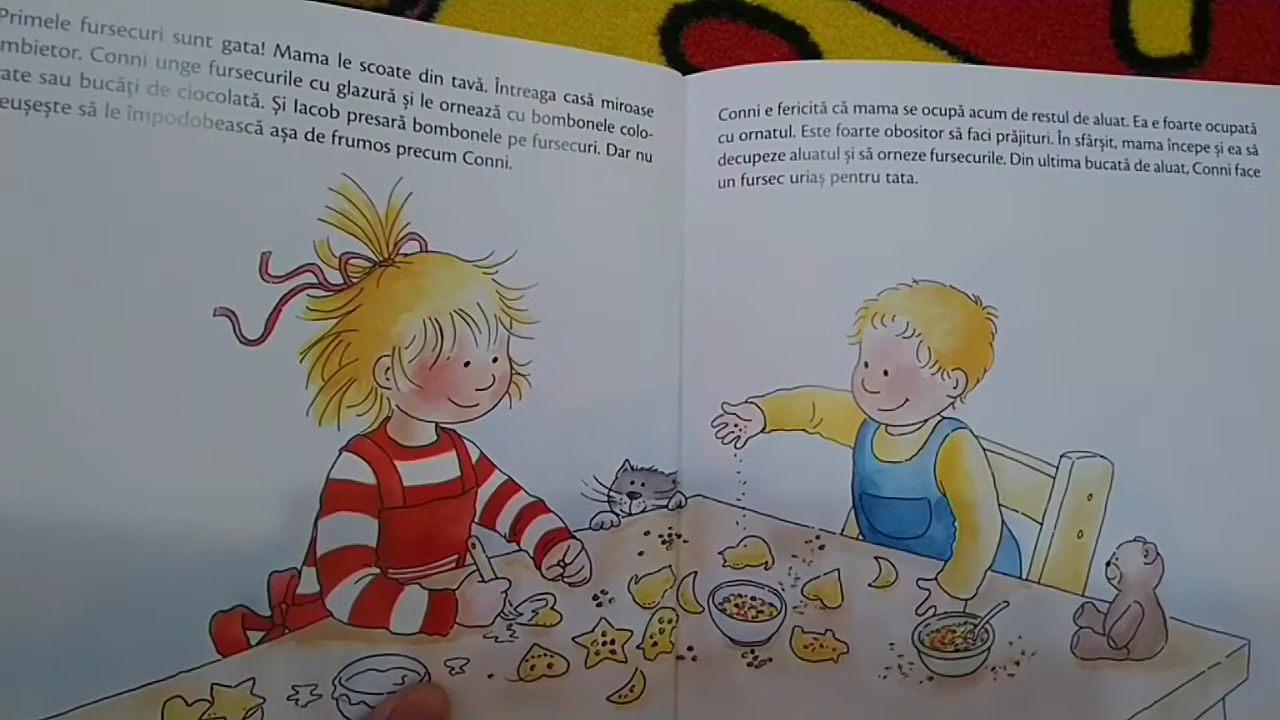 Primele fursecuri sunt gata! Mama le scoate din tavă. Întreaga casă miroase
mbietor. Conni unge fursecurile cu glazură și le ornează cu bombonele colo-
ate sau bucăți de ciocolată. Și Iacob presară bombonele pe fursecuri. Dar nu
eușește să le împodobească așa de frumos precum Conni.
Conni e fericită că mama se ocupă acum de restul de aluat. Ea e foarte ocupată
cu ornatul. Este foarte obositor să faci prăjituri. În sfârșit, mama începe și ea să
decupeze aluatul și să orneze fursecurile. Din ultima bucată de aluat, Conni face
un fursec uriaș pentru tata.